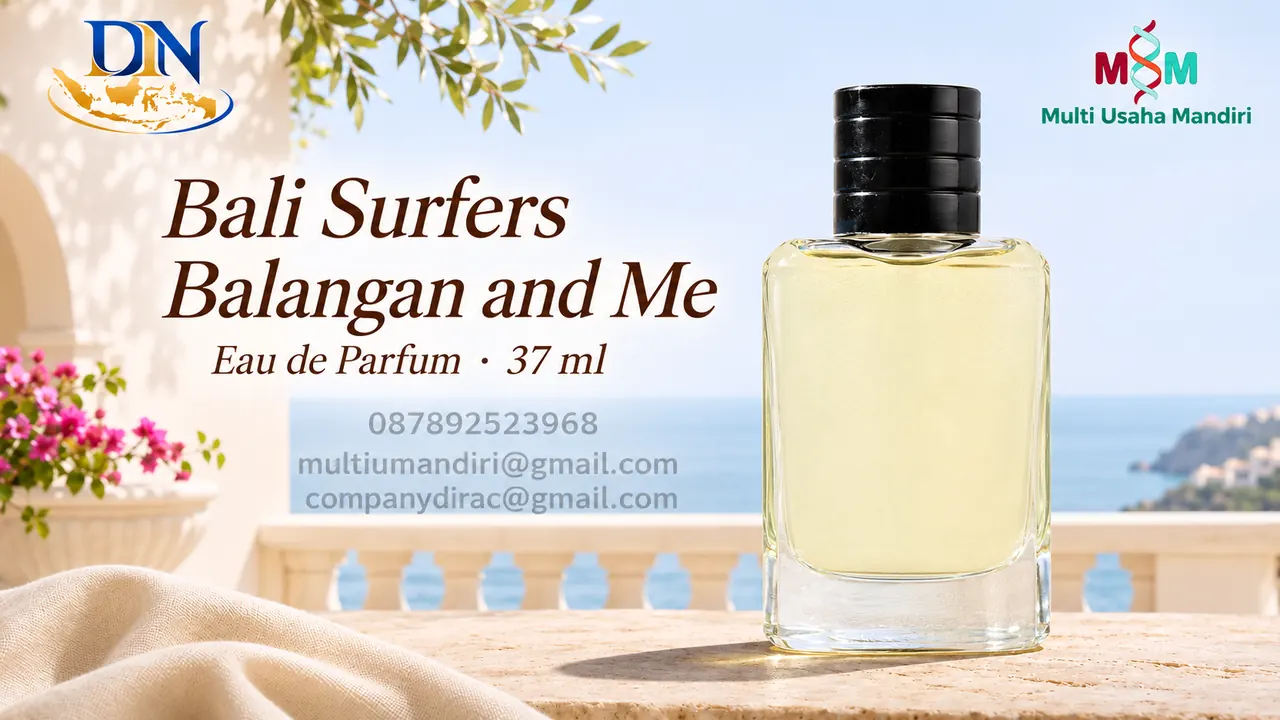 DIN
MSM
Multi Usaha Mandiri
Bali Surfers
Balangan and Me
Eau de Parfum · 37 ml
087892523968
multiumandiri@gmail.com
companydirac@gmail.com